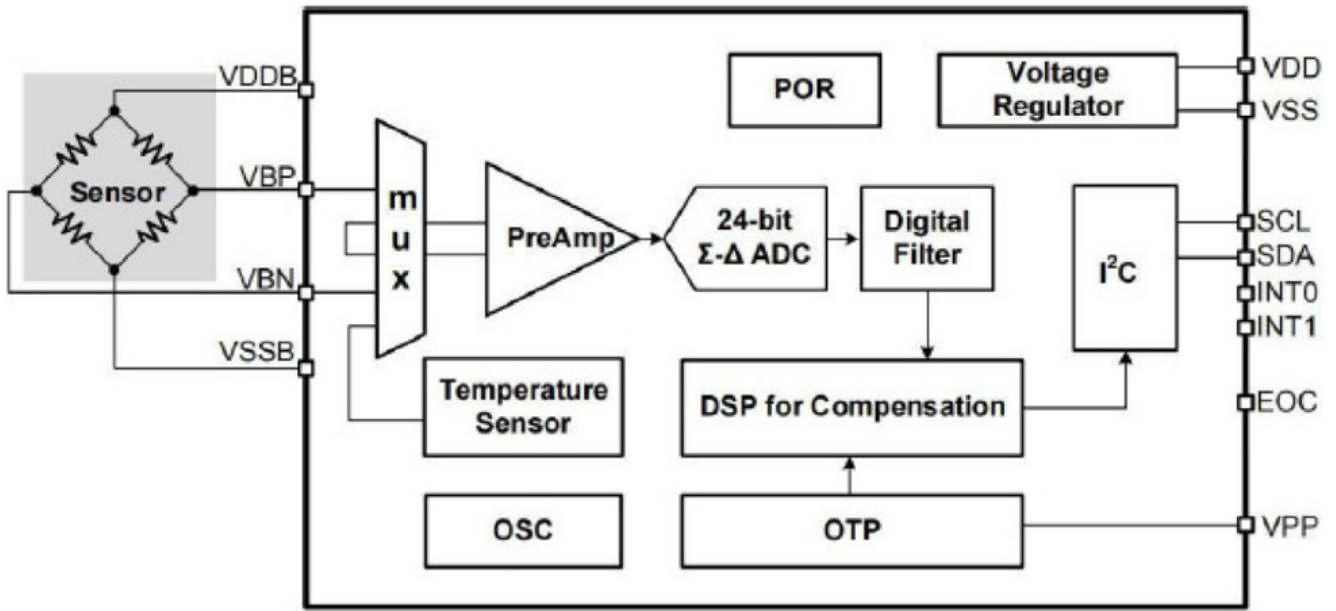 VDDB
VBP
VBN
VSSB
Sensor
m
u
x
PreAmp
24-bit
Σ-Δ ADC
Digital
Filter
POR
Voltage
Regulator
I²C
Temperature
Sensor
DSP for Compensation
OSC
OTP
VDD
VSS
SCL
SDA
INT0
INT1
EOC
VPP